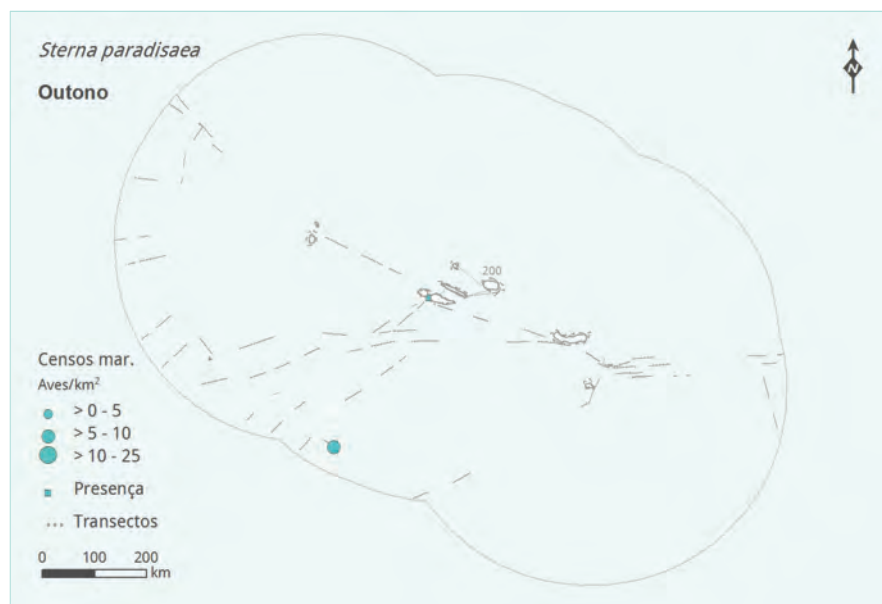 Sterna paradisaea
Outono
N
200
Censos mar.
Aves/km²
> 0 - 5
> 5 - 10
> 10 - 25
Presença
Transectos
0 100 200
km